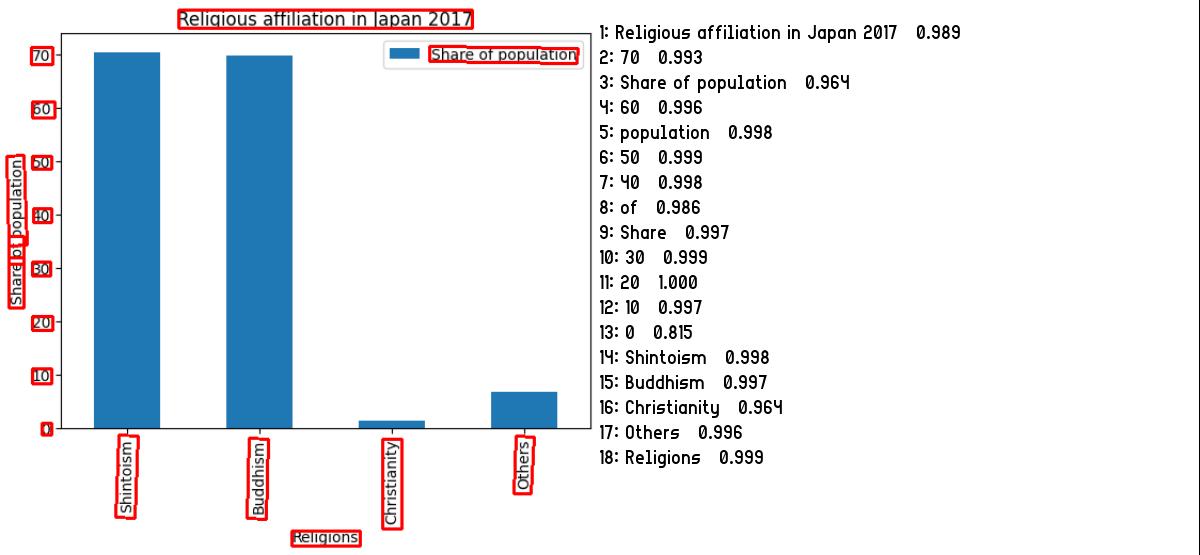 Religious affiliation in Japan 2017
Share of population
70
60
50
40
30
20
10
0
Share of population
Shintoism
Buddhism
Christianity
Others
Religions
1: Religious affiliation in Japan 2017 0.989
2: 70 0.993
3: Share of population 0.964
4: 60 0.996
5: population 0.998
6: 50 0.999
7: 40 0.998
8: of 0.986
9: Share 0.997
10: 30 0.999
11: 20 1.000
12: 10 0.997
13: 0 0.815
14: Shintoism 0.998
15: Buddhism 0.997
16: Christianity 0.964
17: Others 0.996
18: Religions 0.999